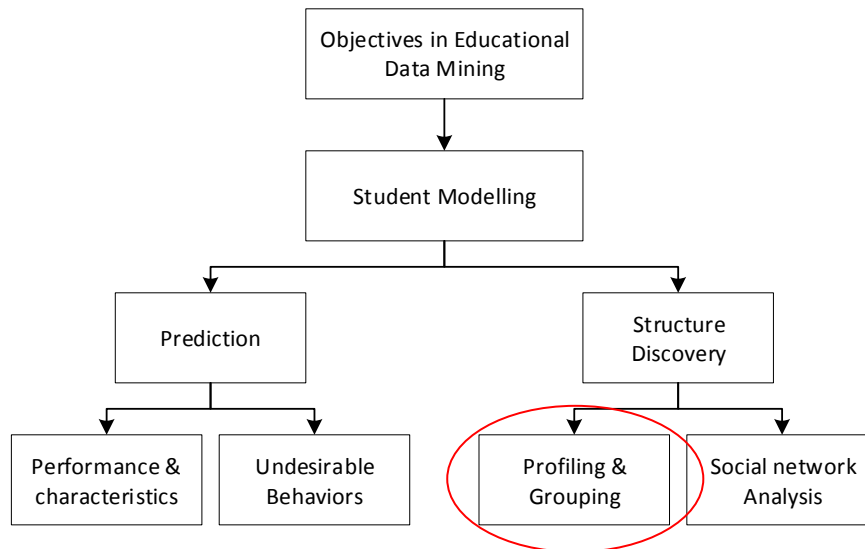 Objectives in Educational
Data Mining
Student Modelling
Prediction
Structure
Discovery
Performance &
characteristics
Undesirable
Behaviors
Profiling &
Grouping
Social network
Analysis